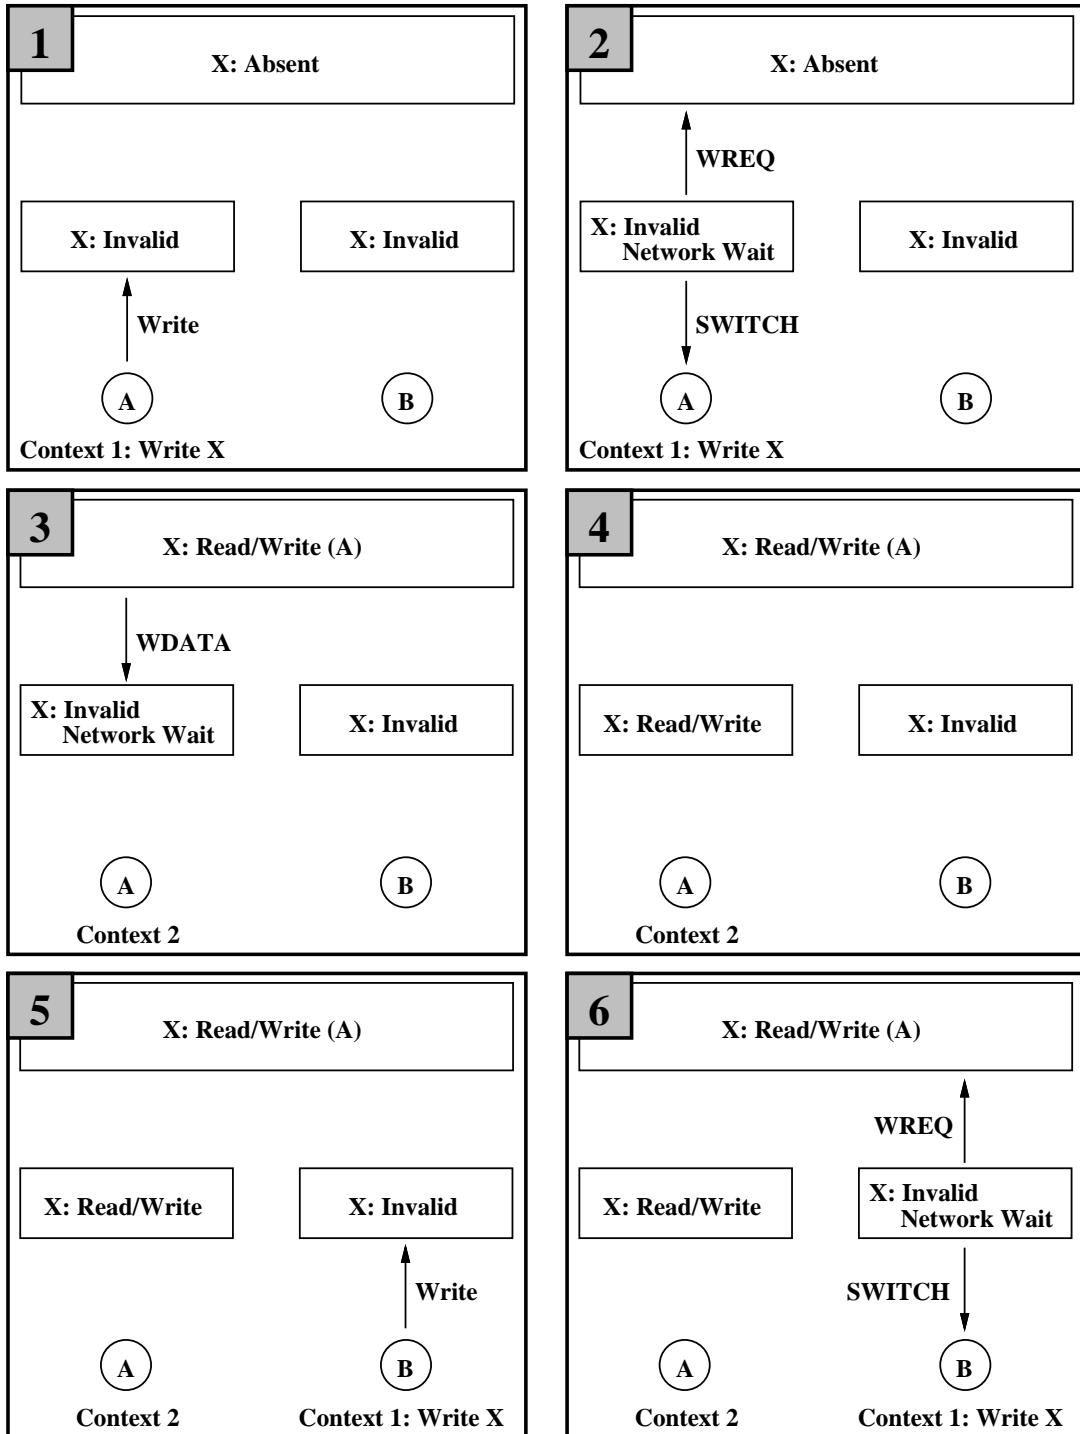 1
X: Absent
X: Invalid
X: Invalid
Write
A
B
Context 1: Write X
2
X: Absent
WREQ
X: Invalid
Network Wait
X: Invalid
SWITCH
A
B
Context 1: Write X
3
X: Read/Write (A)
WDATA
X: Invalid
Network Wait
X: Invalid
A
B
Context 2
4
X: Read/Write (A)
X: Read/Write
X: Invalid
A
B
Context 2
5
X: Read/Write (A)
X: Read/Write
X: Invalid
Write
A
B
Context 2
Context 1: Write X
6
X: Read/Write (A)
WREQ
X: Read/Write
X: Invalid
Network Wait
SWITCH
A
B
Context 2
Context 1: Write X